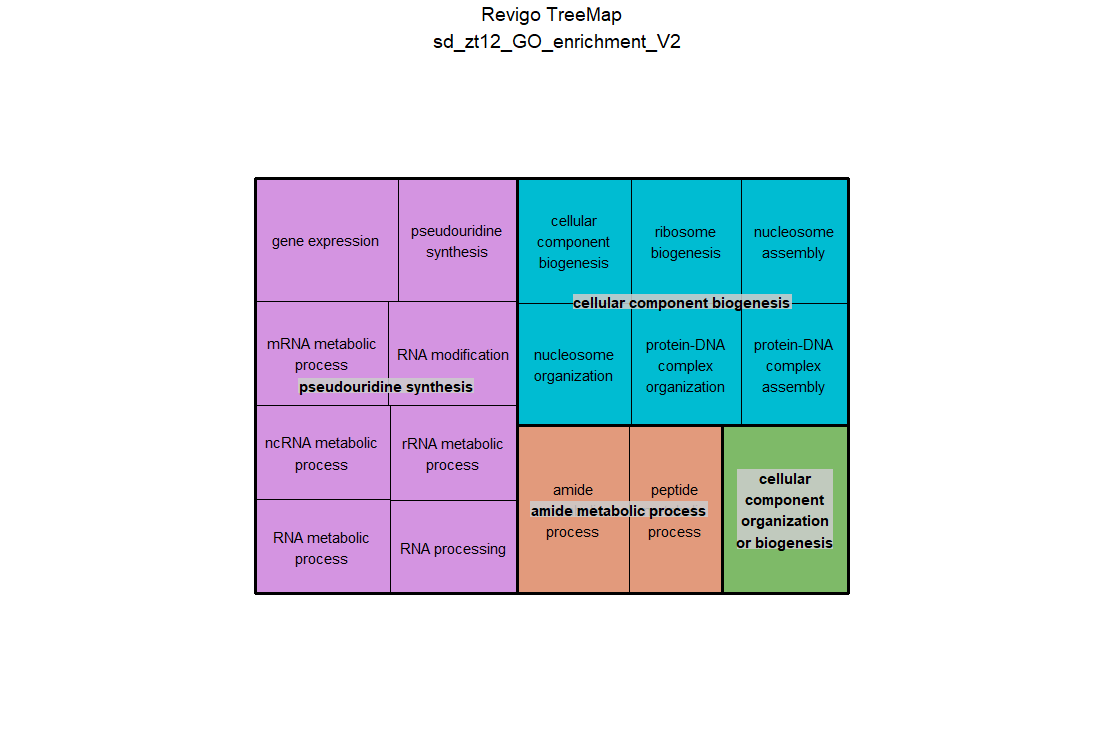 Revigo TreeMap
sd_zt12_GO_enrichment_V2
gene expression
pseudouridine
synthesis
mRNA metabolic
process
RNA modification
pseudouridine synthesis
ncRNA metabolic
process
rRNA metabolic
process
RNA metabolic
process
RNA processing
cellular
component
biogenesis
ribosome
biogenesis
nucleosome
assembly
cellular component biogenesis
nucleosome
organization
protein-DNA
complex
organization
protein-DNA
complex
assembly
amide
process
peptide
process
amide metabolic process
cellular
component
organization
or biogenesis